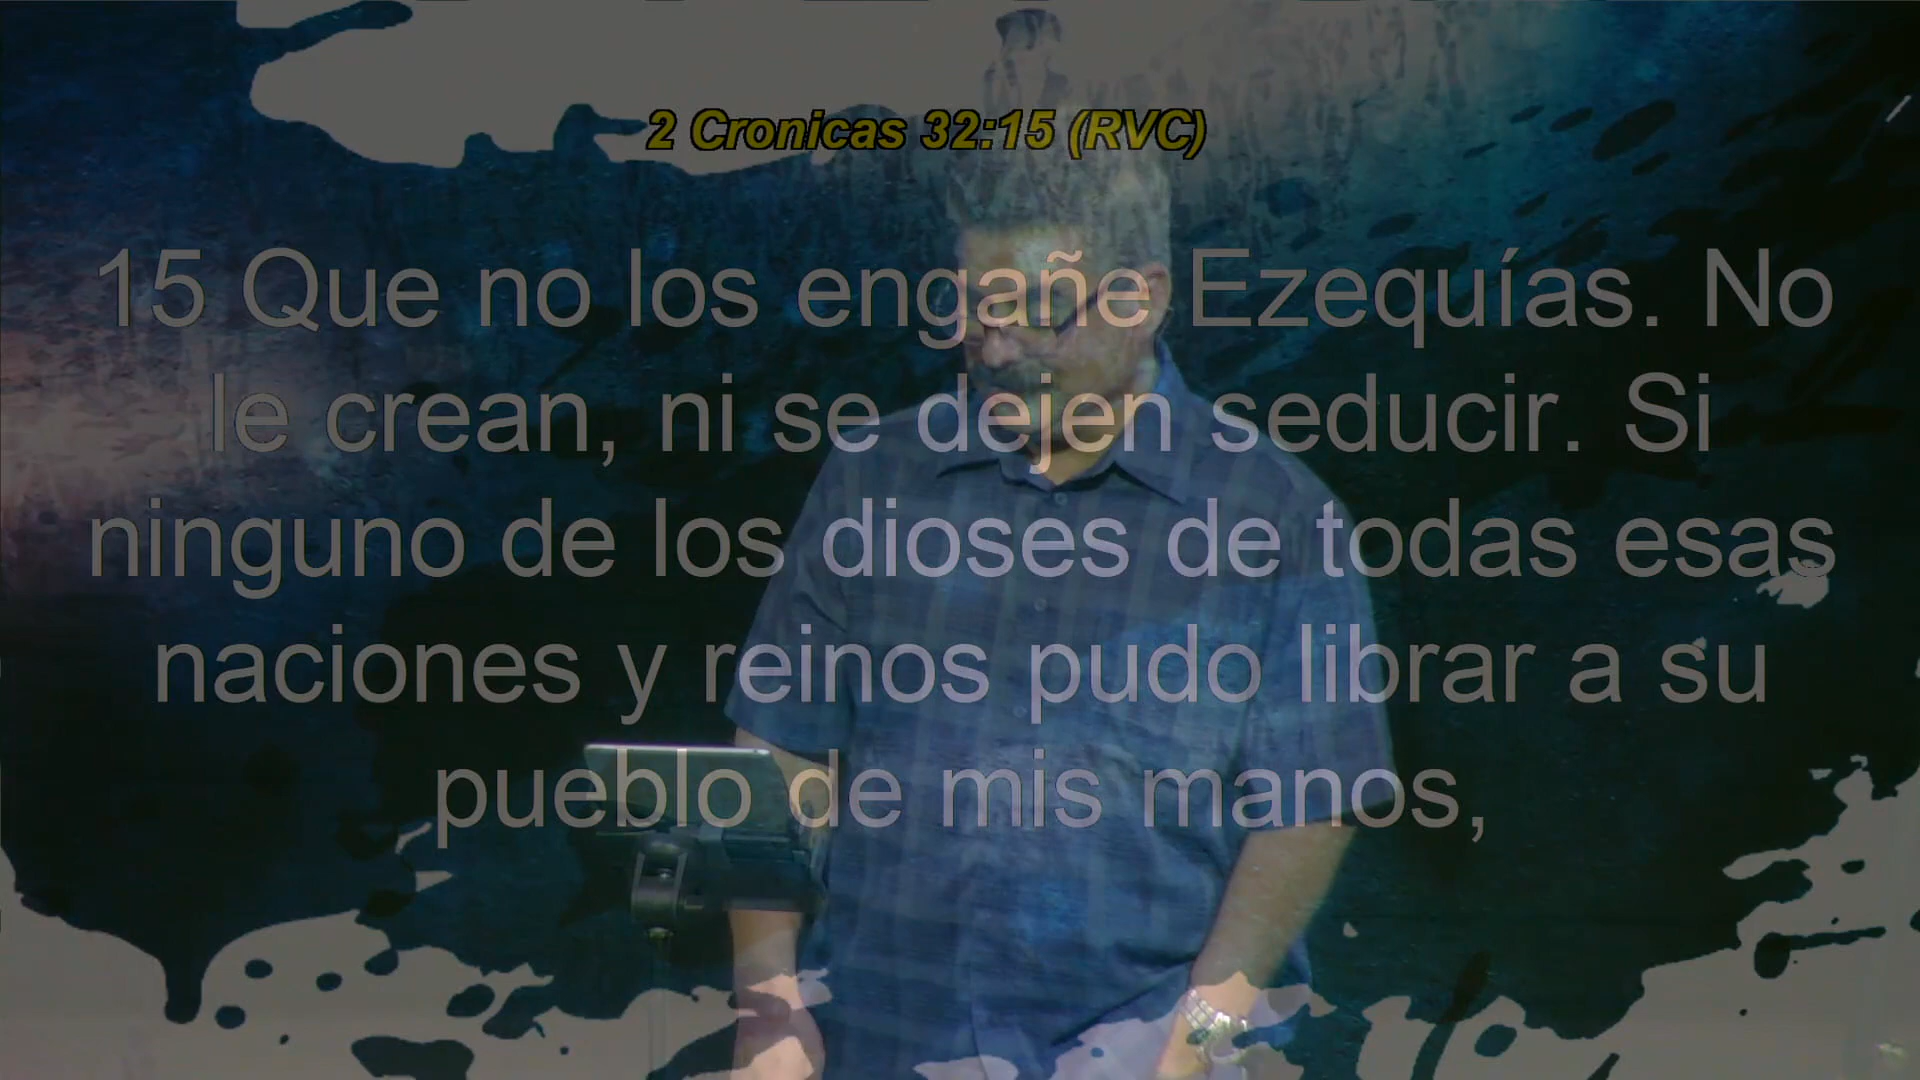 2 Cronicas 32:15 (RVC)
15 Que no los engañe Ezequías. No
le crean, ni se dejen seducir. Si
ninguno de los dioses de todas esas
naciones y reinos pudo librar a su
pueblo de mis manos,